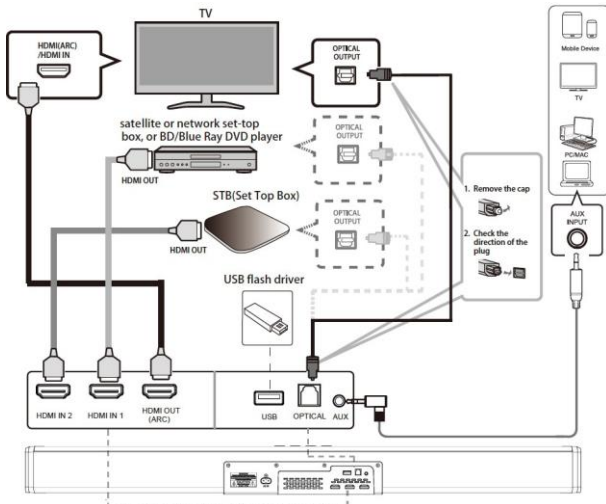 TV
HDMI(ARC)
/HDMI IN
OPTICAL
OUTPUT
Mobile Device
TV
PC/MAC
AUX
INPUT
satellite or network set-top
box, or BD/Blue Ray DVD player
HDMI OUT
OPTICAL
OUTPUT
STB(Set Top Box)
HDMI OUT
OPTICAL
OUTPUT
1. Remove the cap
2. Check the
direction of the
plug
USB flash driver
HDMI IN 2
HDMI IN 1
HDMI OUT
(ARC)
USB
OPTICAL
AUX